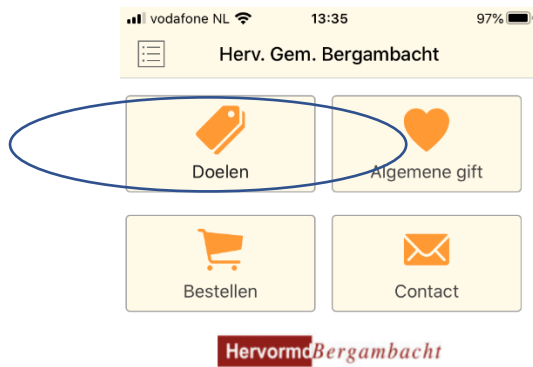 vodafone NL 13:35 97%
Herv. Gem. Bergambacht
Doelen Algemene gift
Bestellen Contact
HervormdBergambacht